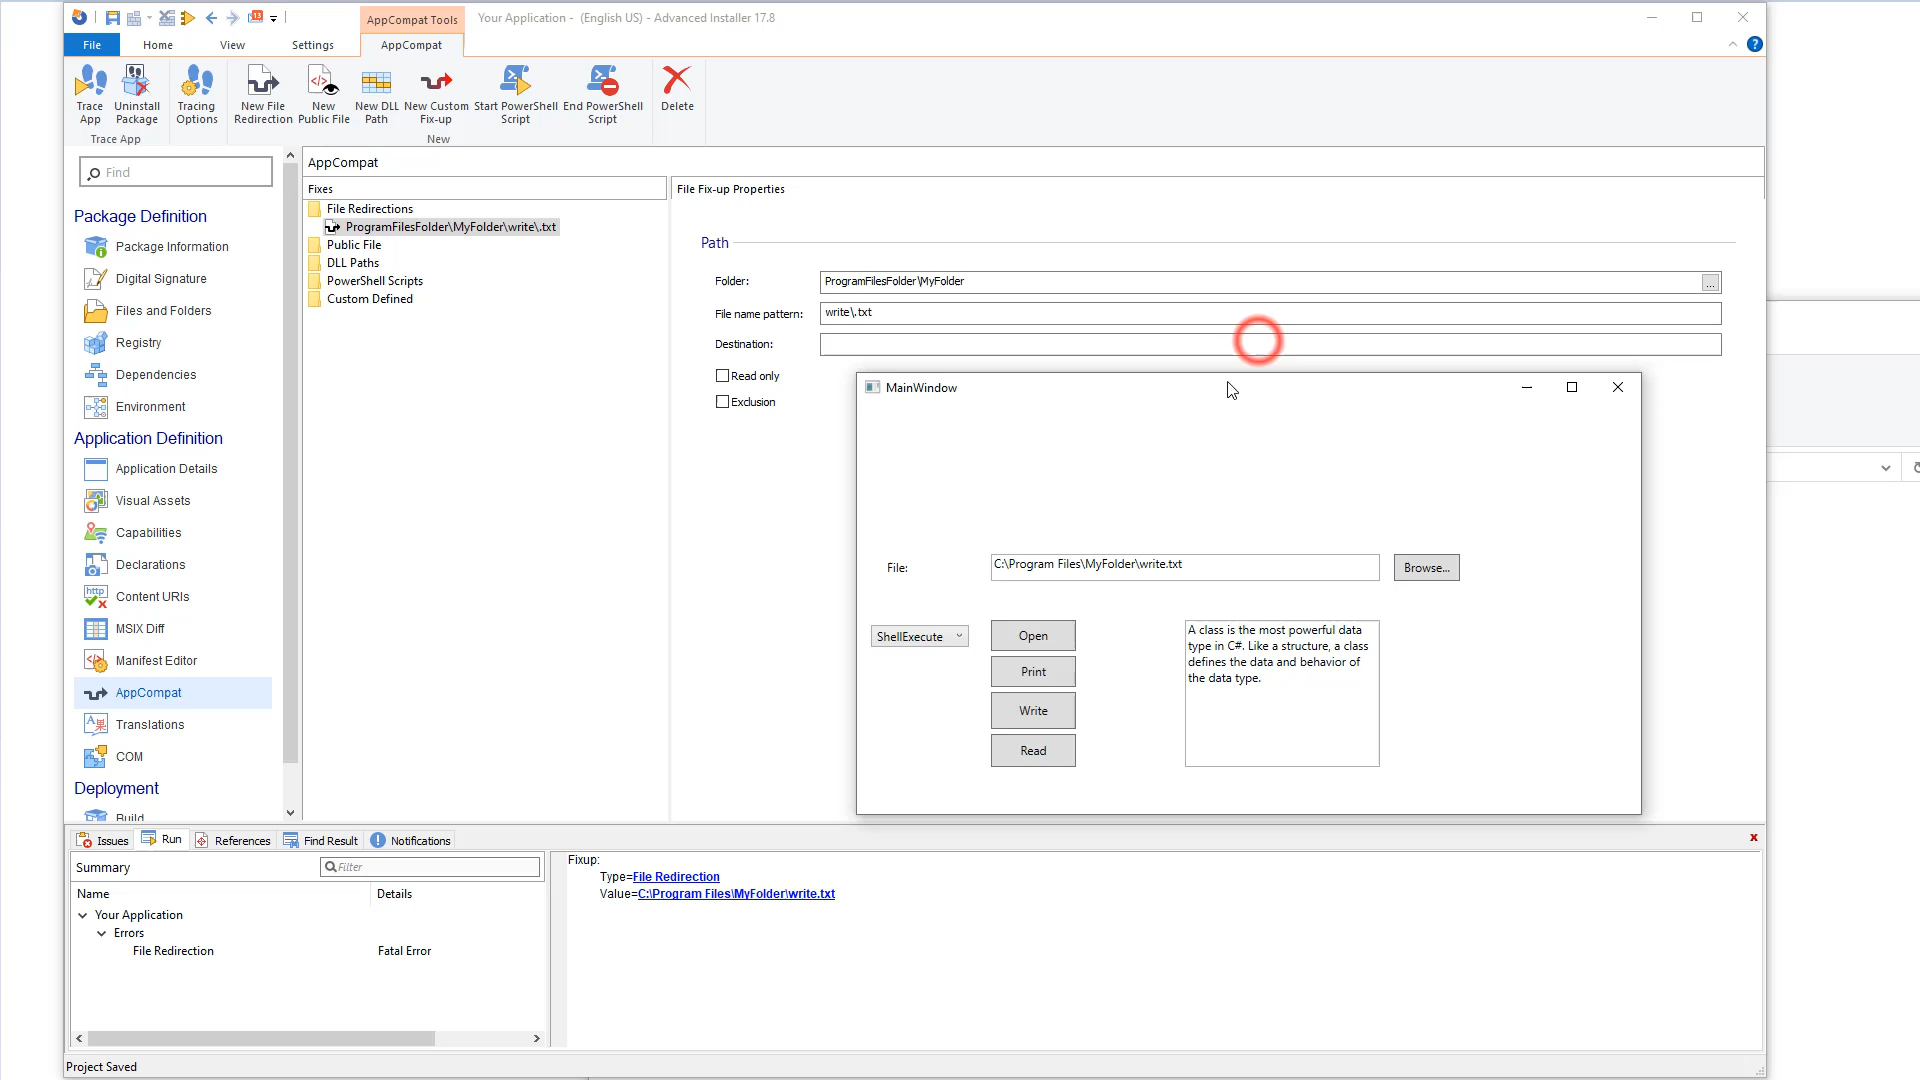 13
AppCompat Tools
Your Application - (English US) - Advanced Installer 17.8
File
Home
View
Settings
AppCompat
Trace App
Uninstall Package
Tracing Options
New File Redirection
New Public File
New DLL Path
New Custom Fix-up
Start PowerShell Script
End PowerShell Script
Delete
Trace App
New
Find
Package Definition
Package Information
Digital Signature
Files and Folders
Registry
Dependencies
Environment
Application Definition
Application Details
Visual Assets
Capabilities
Declarations
http
Content URIs
MSIX Diff
Manifest Editor
AppCompat
Translations
COM
Deployment
Build
AppCompat
Fixes
File Redirections
ProgramFilesFolder\MyFolder\write\.txt
Public File
DLL Paths
PowerShell Scripts
Custom Defined
File Fix-up Properties
Path
Folder:
ProgramFilesFolder\MyFolder
...
File name pattern:
write\.txt
Destination:
Read only
Exclusion
MainWindow
File:
C:\Program Files\MyFolder\write.txt
Browse...
ShellExecute
Open
Print
Write
Read
A class is the most powerful data
type in C#. Like a structure, a class
defines the data and behavior of
the data type.
Issues
Run
References
Find Result
Notifications
Summary
Filter
Name
Details
Your Application
Errors
File Redirection
Fatal Error
Fixup:
Type=File Redirection
Value=C:\Program Files\MyFolder\write.txt
Project Saved